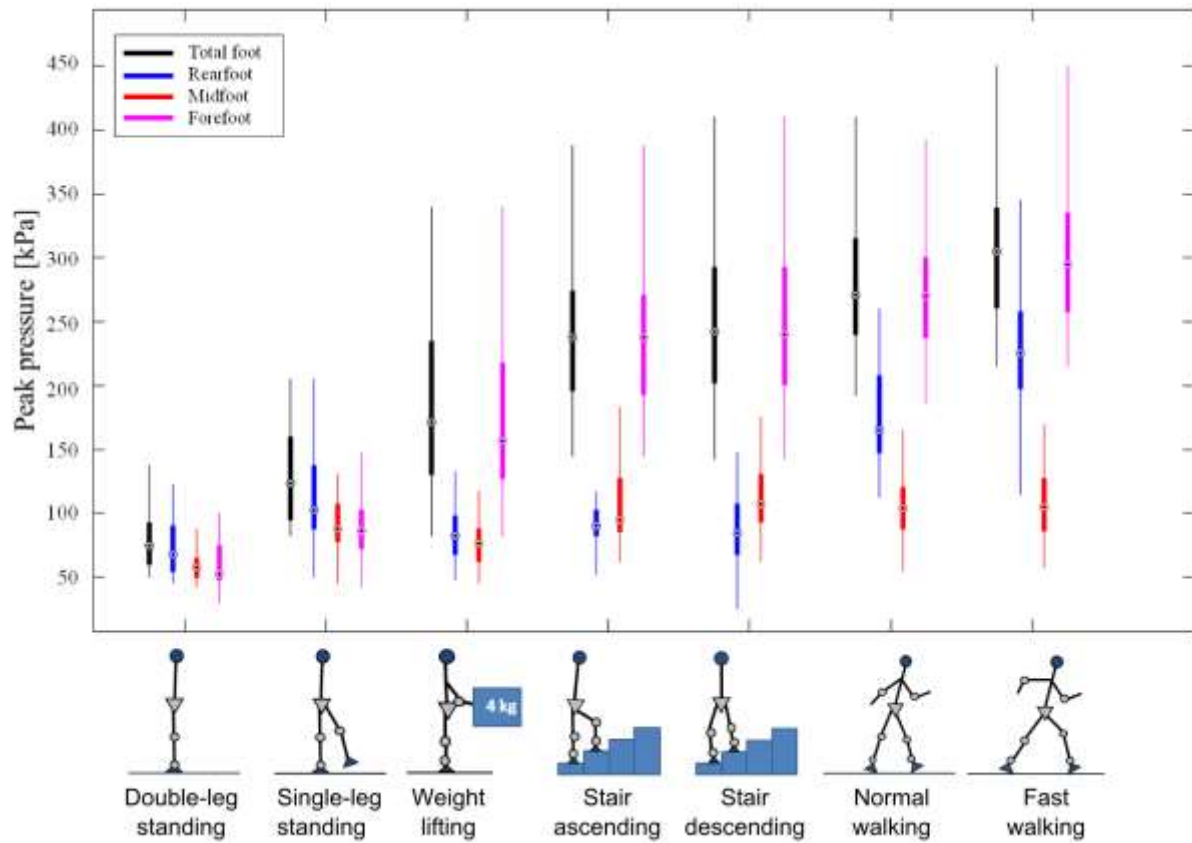 Peak pressure [kPa]
450
400
350
300
250
200
150
100
50
Total foot
Rearfoot
Midfoot
Forefoot
4 kg
Double-leg
standing
Single-leg
standing
Weight
lifting
Stair
ascending
Stair
descending
Normal
walking
Fast
walking